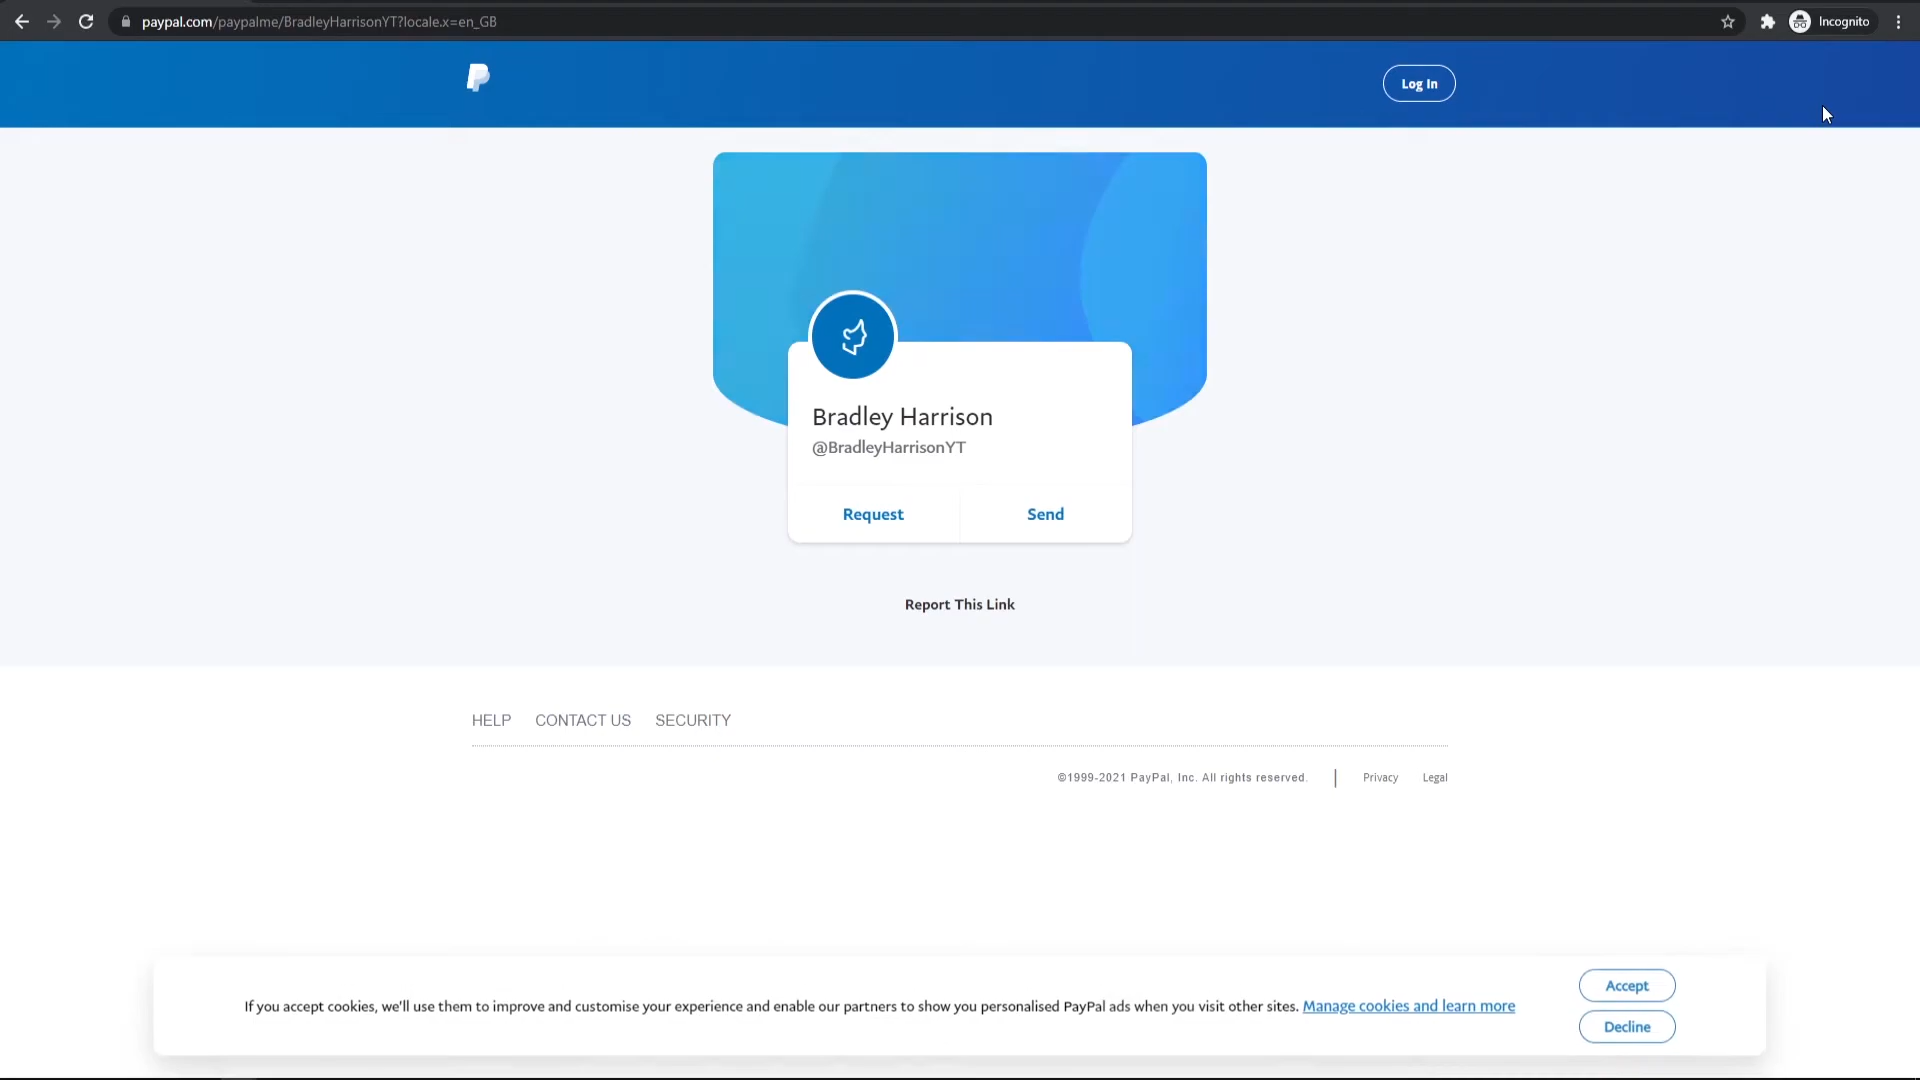 paypal.com/paypalme/BradleyHarrisonYT?locale.x=en_GB
Incognito
Log In
Bradley Harrison
@BradleyHarrisonYT
Request
Send
Report This Link
HELP
CONTACT US
SECURITY
©1999-2021 PayPal, Inc. All rights reserved.
Privacy
Legal
If you accept cookies, we'll use them to improve and customise your experience and enable our partners to show you personalised PayPal ads when you visit other sites. Manage cookies and learn more
Accept
Decline